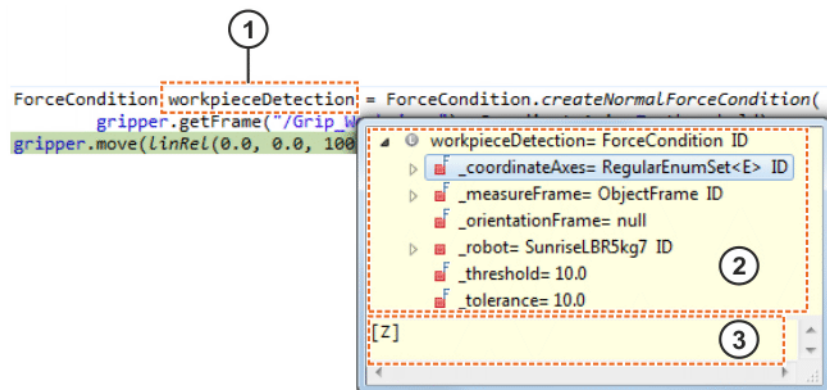 1
ForceCondition workpieceDetection = ForceCondition.createNormalForceCondition(
gripper.getFrame("/Grip_W
gripper.move(linRel(0.0, 0.0, 100
workpieceDetection= ForceCondition ID
_coordinateAxes= RegularEnumSet<E> ID
_measureFrame= ObjectFrame ID
_orientationFrame= null
_robot= SunriseLBR5kg7 ID
_threshold= 10.0
_tolerance= 10.0
2
[Z]
3